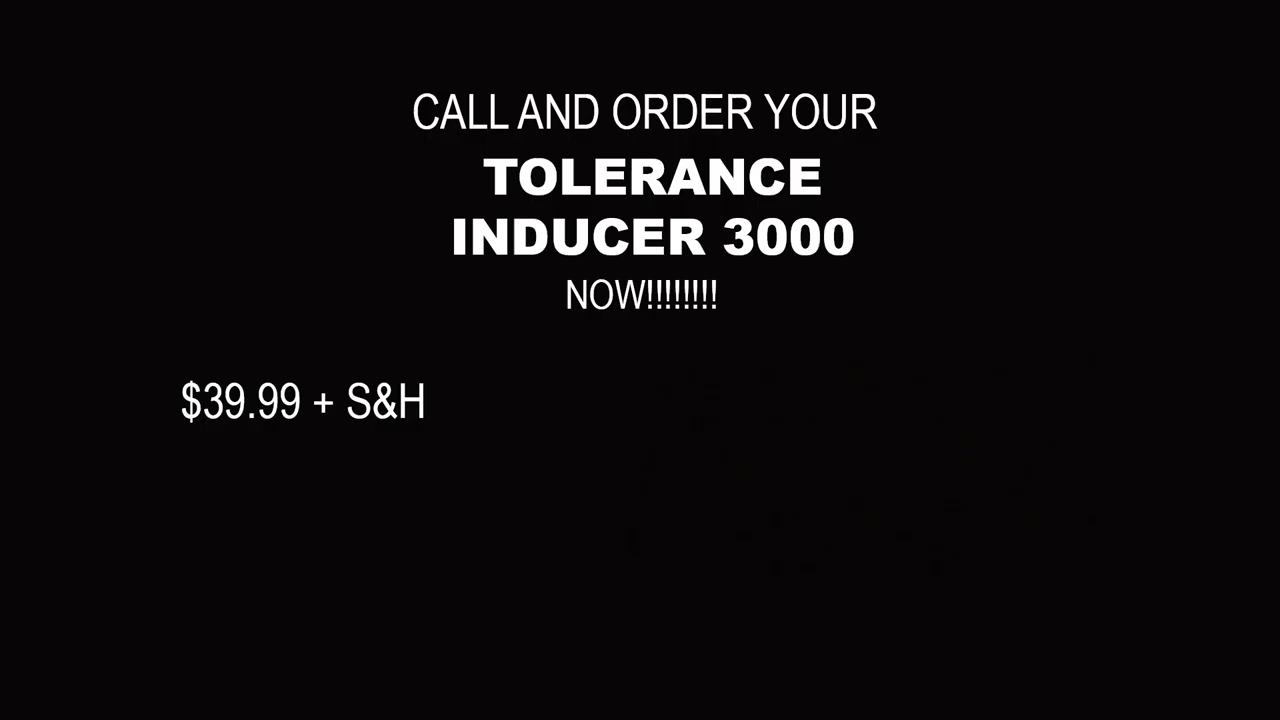 CALL AND ORDER YOUR
TOLERANCE
INDUCER 3000
NOW!!!!!!!!
$39.99 + S&H